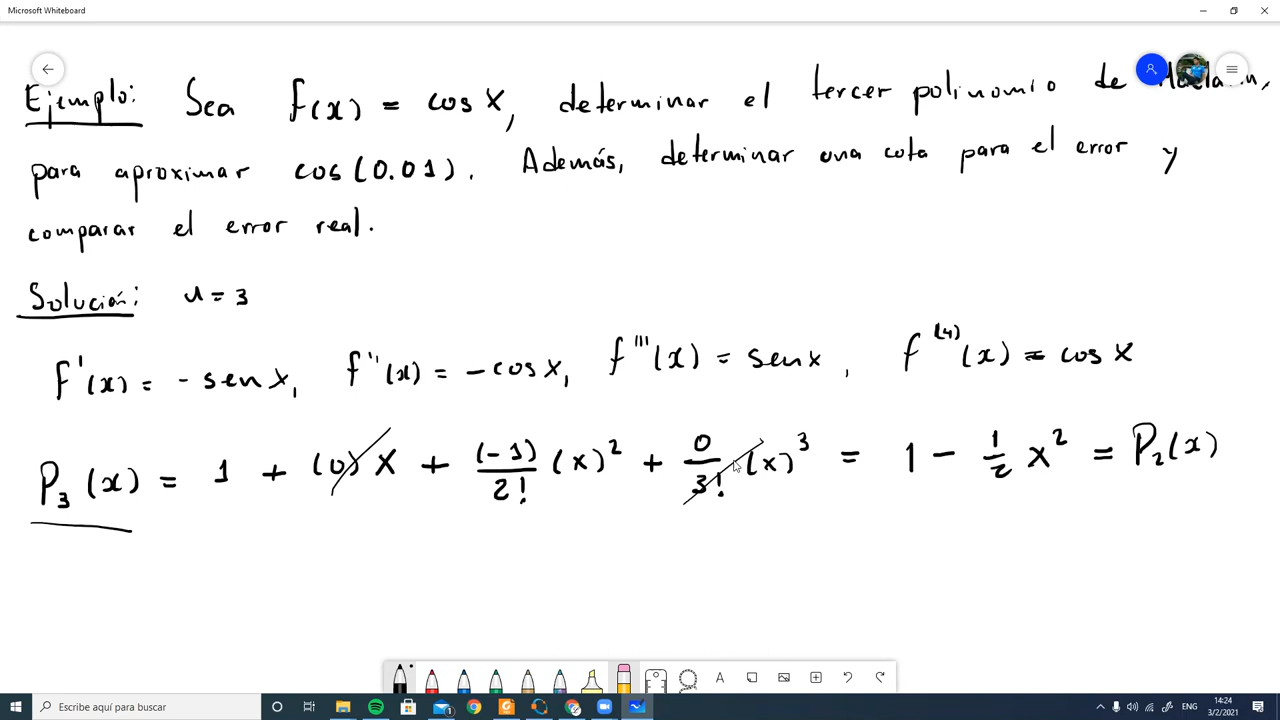 Microsoft Whiteboard
Ejemplo: Sea f(x) = cos x, determinar el tercer polinomio de
para aproximar cos(0.01). Además, determinar una cota para el error y
comparar el error real.
Solución: n = 3
f'(x) = - sen x, f''(x) = - cos x, f'''(x) = sen x, f^(4)(x) = cos x
P₃(x) = 1 + (0) x + (-1)/2! (x)² + 0/3! (x)³ = 1 - 1/2 x² = P₂(x)
A
Escribe aquí para buscar
ENG
14:24
3/2/2021